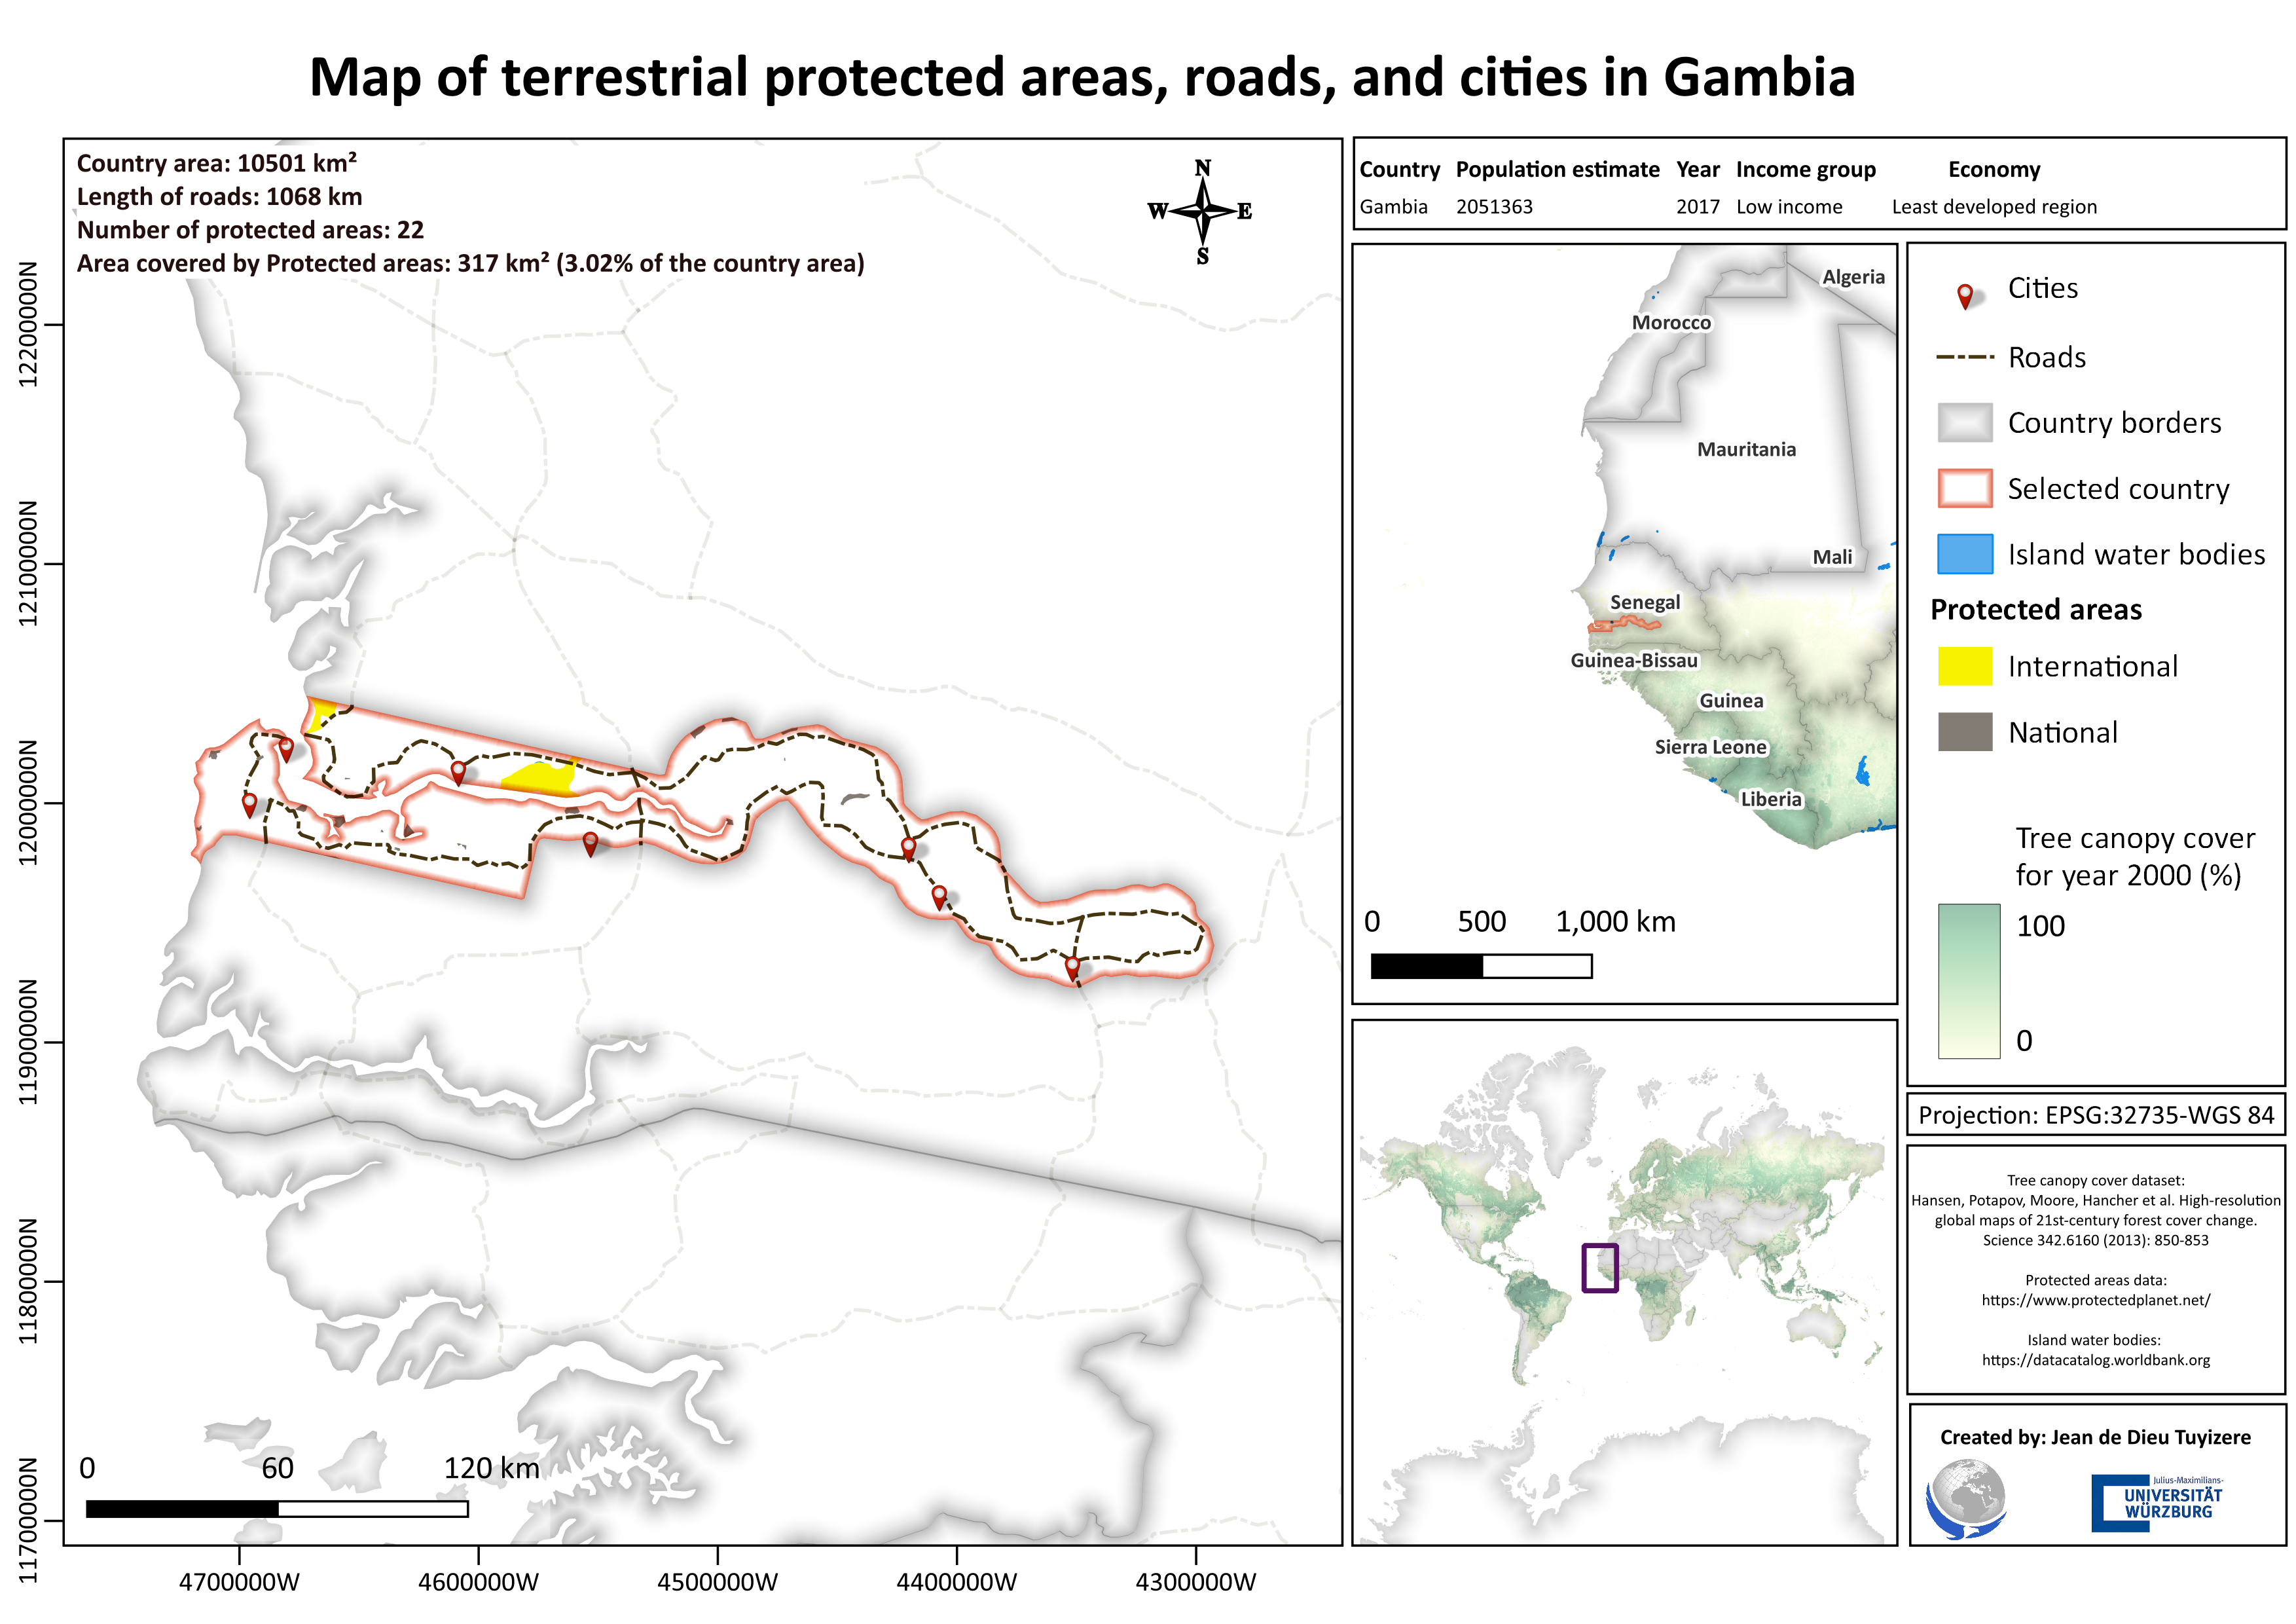 Map of terrestrial protected areas, roads, and cities in Gambia
Country area: 10501 km²
Length of roads: 1068 km
Number of protected areas: 22
Area covered by Protected areas: 317 km² (3.02% of the country area)
N
W E
S
12200000N
12100000N
12000000N
11900000N
11800000N
11700000N
0 60 120 km
4700000W 4600000W 4500000W 4400000W 4300000W
Country Population estimate Year Income group Economy
Gambia 2051363 2017 Low income Least developed region
Algeria
Morocco
Mauritania
Mali
Senegal
Guinea-Bissau
Guinea
Sierra Leone
Liberia
0 500 1,000 km
Cities
Roads
Country borders
Selected country
Island water bodies
Protected areas
International
National
Tree canopy cover
for year 2000 (%)
100
0
Projection: EPSG:32735-WGS 84
Tree canopy cover dataset:
Hansen, Potapov, Moore, Hancher et al. High-resolution
global maps of 21st-century forest cover change.
Science 342.6160 (2013): 850-853
Protected areas data:
https://www.protectedplanet.net/
Island water bodies:
https://datacatalog.worldbank.org
Created by: Jean de Dieu Tuyizere
Julius-Maximilians-
UNIVERSITÄT
WÜRZBURG